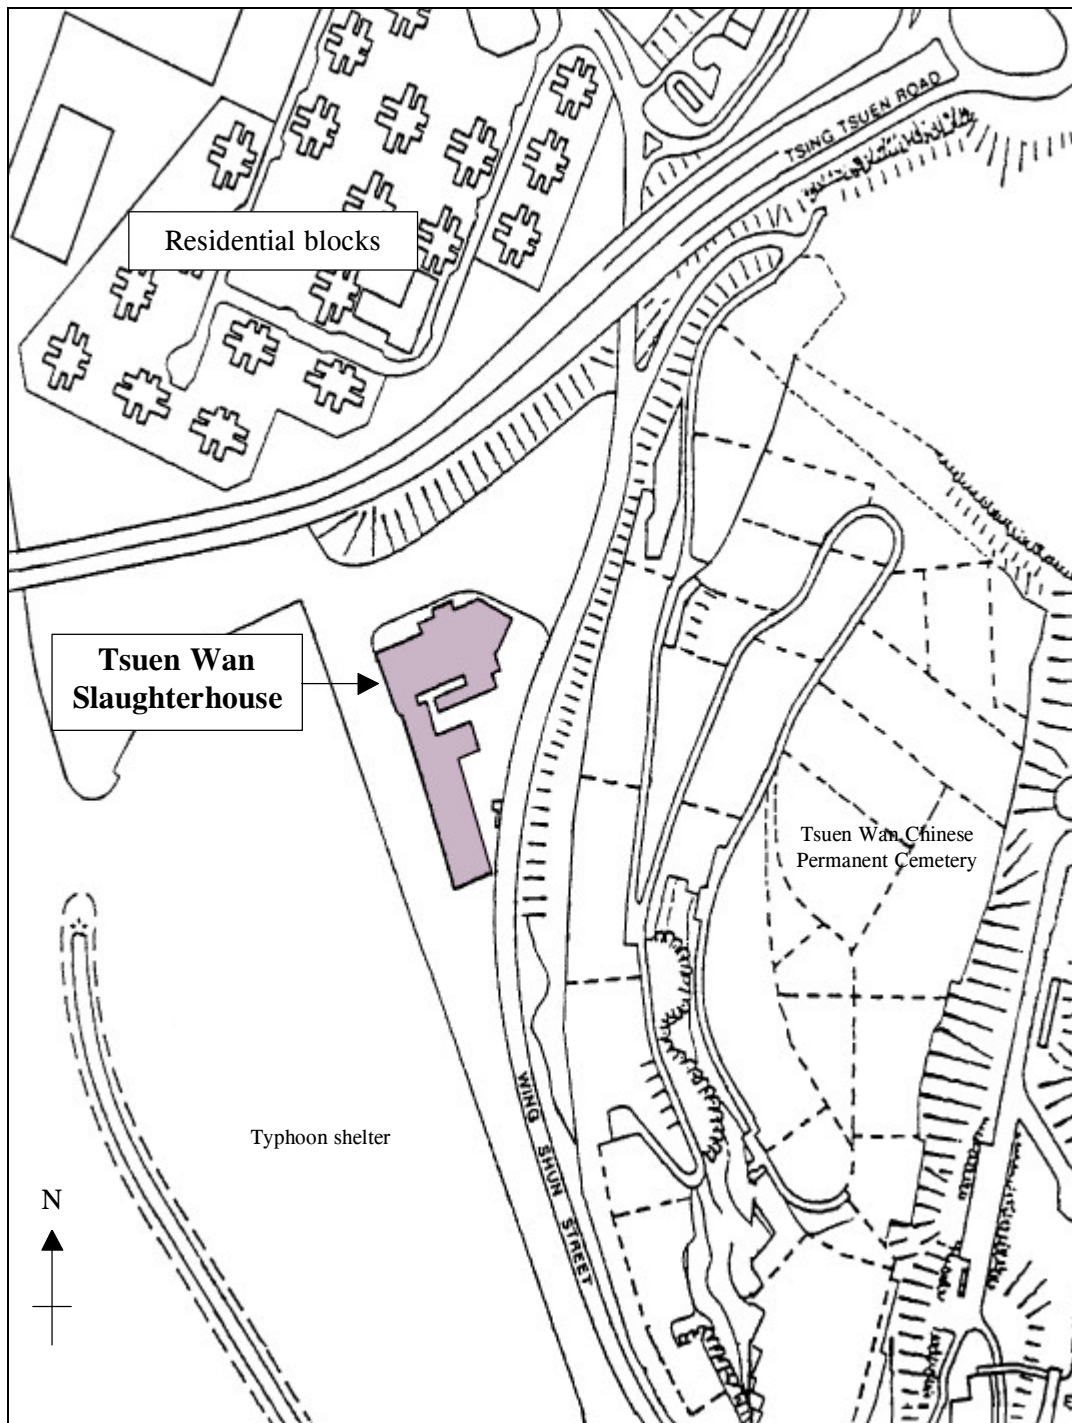 TSING TSUEN ROAD
Residential blocks
Tsuen Wan
Slaughterhouse
Tsuen Wan Chinese
Permanent Cemetery
WING SHUN STREET
Typhoon shelter
N